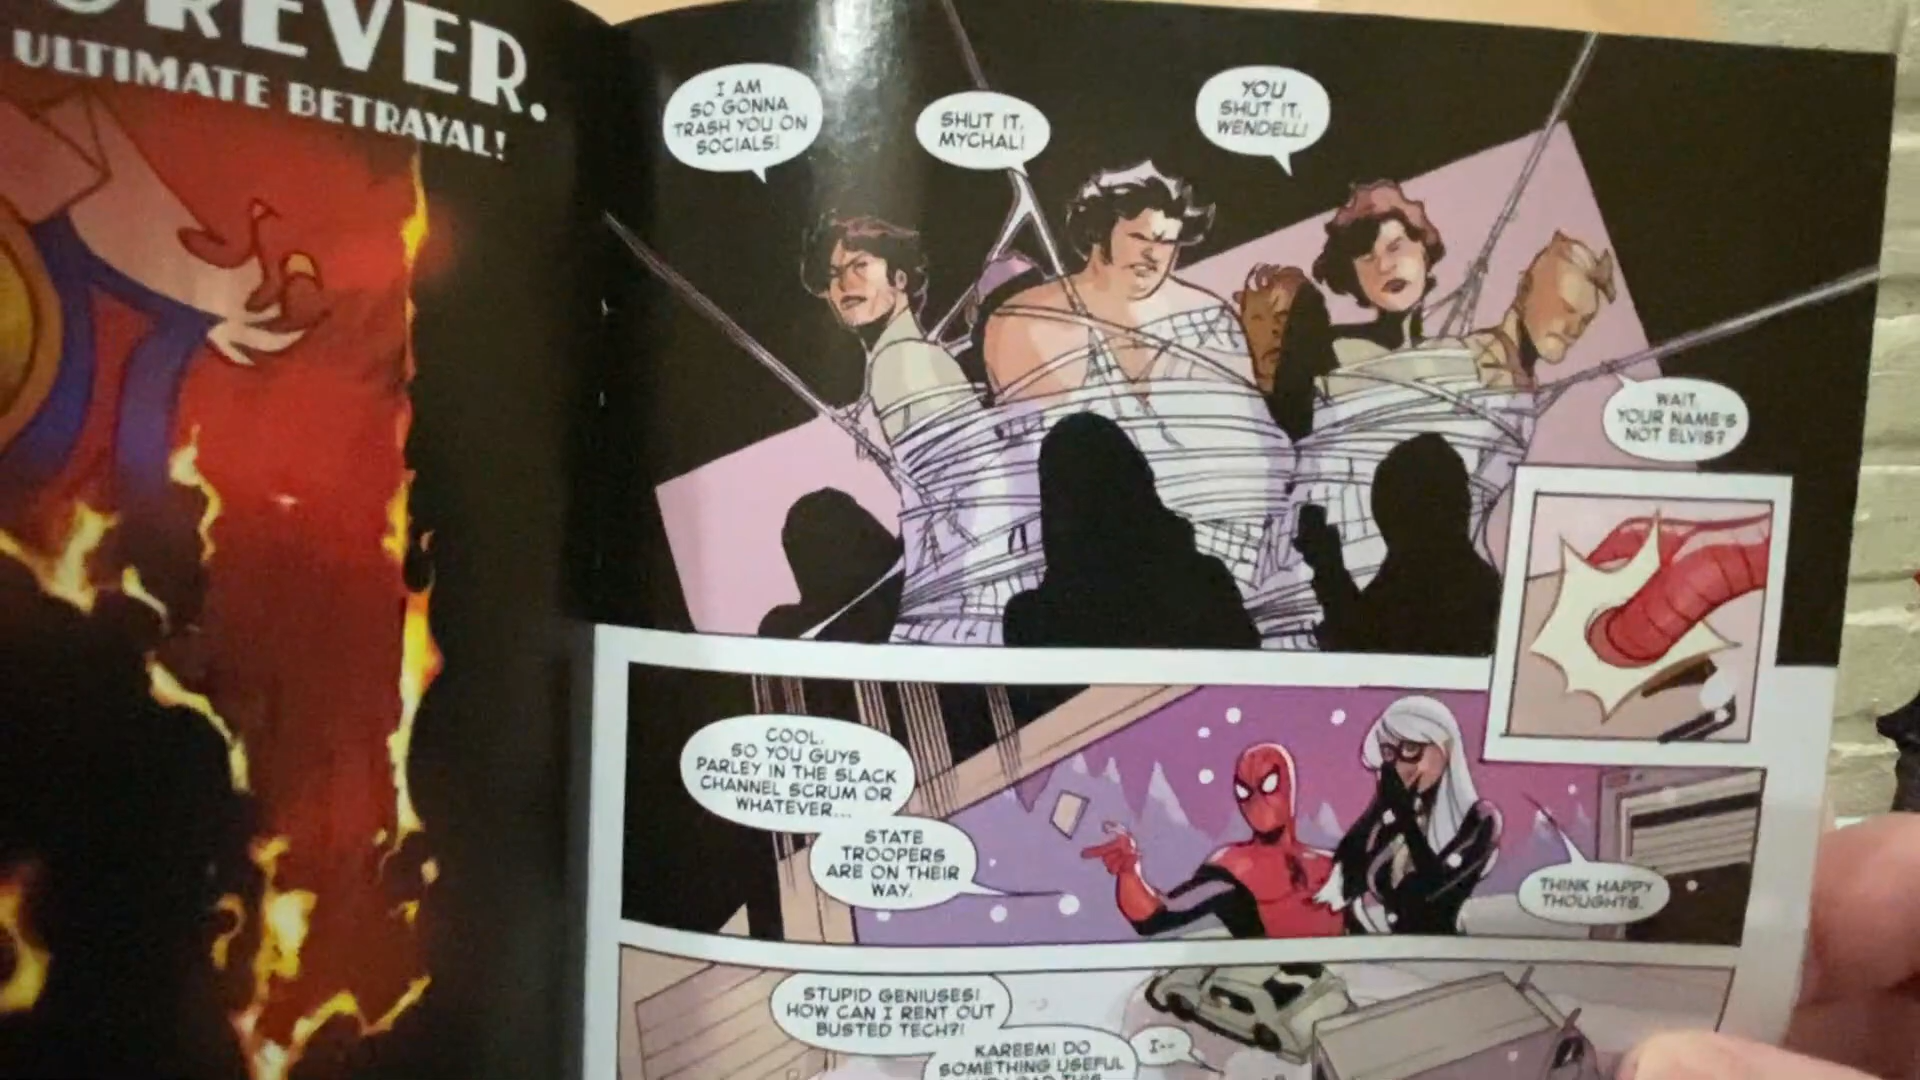 OREVER.
ULTIMATE BETRAYAL!
I AM
SO GONNA
TRASH YOU ON
SOCIALS!
SHUT IT,
MYCHAL!
YOU
SHUT IT,
WENDELL!
WAIT,
YOUR NAME'S
NOT ELVIS?
COOL.
SO YOU GUYS
PARLEY IN THE SLACK
CHANNEL SCRUM OR
WHATEVER...
STATE
TROOPERS
ARE ON THEIR
WAY.
THINK HAPPY
THOUGHTS.
STUPID GENIUSES!
HOW CAN I RENT OUT
BUSTED TECH?!
KAREEM! DO
SOMETHING USEFUL
I--